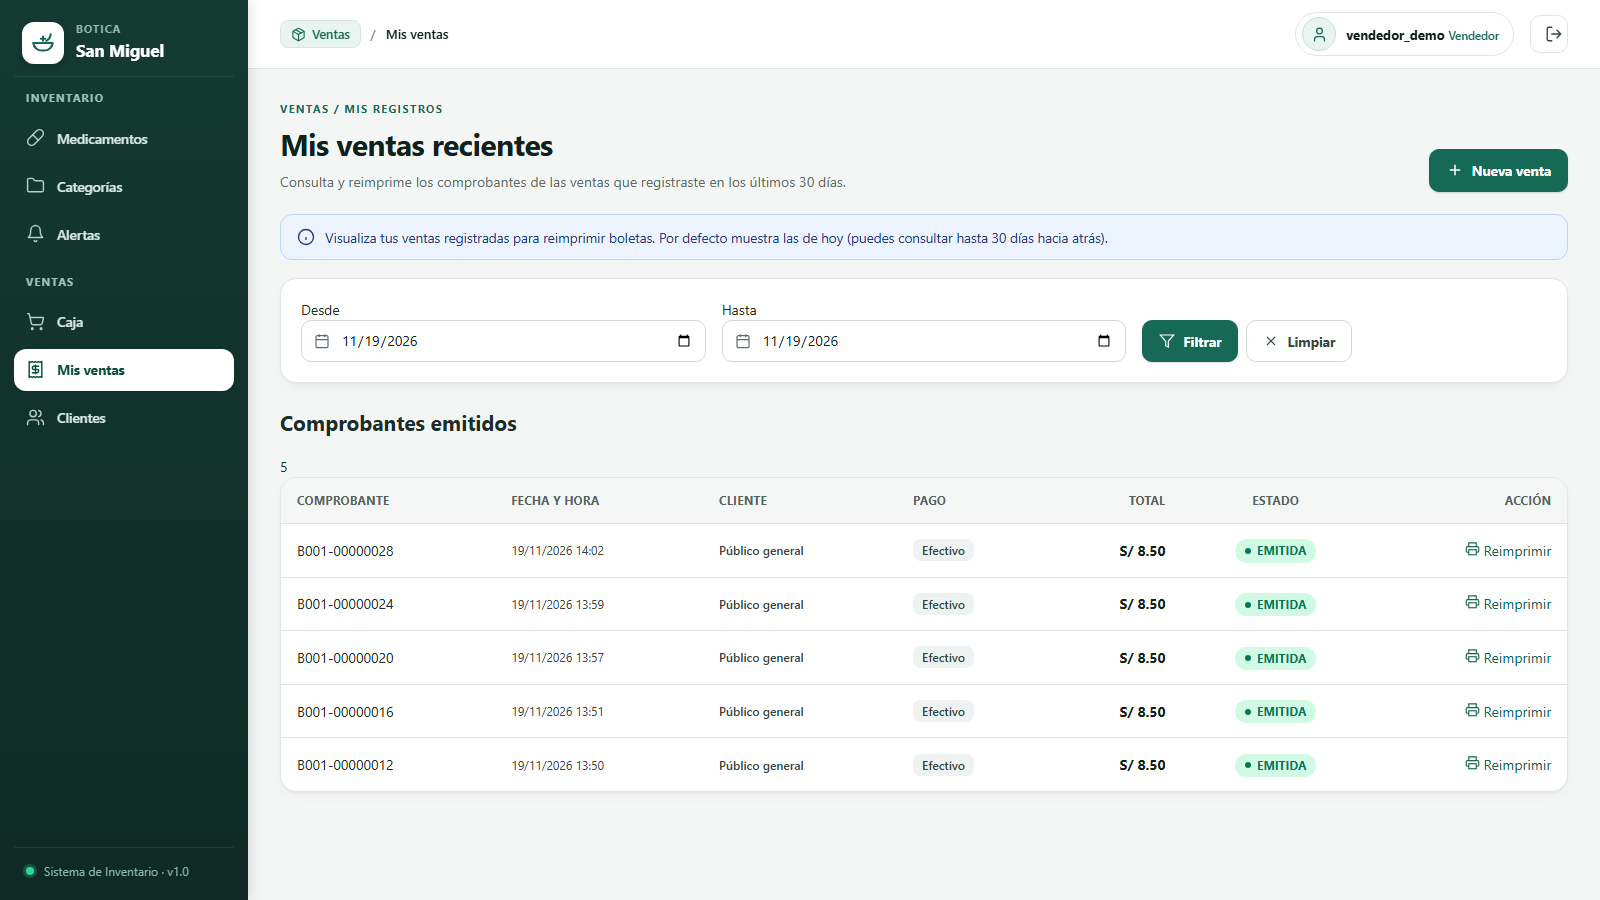 BOTICA
San Miguel
INVENTARIO
Medicamentos
Categorías
Alertas
VENTAS
Caja
Mis ventas
Clientes
Sistema de Inventario · v1.0
Ventas / Mis ventas
vendedor_demo Vendedor
VENTAS / MIS REGISTROS
Mis ventas recientes
Consulta y reimprime los comprobantes de las ventas que registraste en los últimos 30 días.
+ Nueva venta
Visualiza tus ventas registradas para reimprimir boletas. Por defecto muestra las de hoy (puedes consultar hasta 30 días hacia atrás).
Desde Hasta
11/19/2026 11/19/2026 Filtrar Limpiar
Comprobantes emitidos
5
COMPROBANTE FECHA Y HORA CLIENTE PAGO TOTAL ESTADO ACCIÓN
B001-00000028 19/11/2026 14:02 Público general Efectivo S/ 8.50 EMITIDA Reimprimir
B001-00000024 19/11/2026 13:59 Público general Efectivo S/ 8.50 EMITIDA Reimprimir
B001-00000020 19/11/2026 13:57 Público general Efectivo S/ 8.50 EMITIDA Reimprimir
B001-00000016 19/11/2026 13:51 Público general Efectivo S/ 8.50 EMITIDA Reimprimir
B001-00000012 19/11/2026 13:50 Público general Efectivo S/ 8.50 EMITIDA Reimprimir